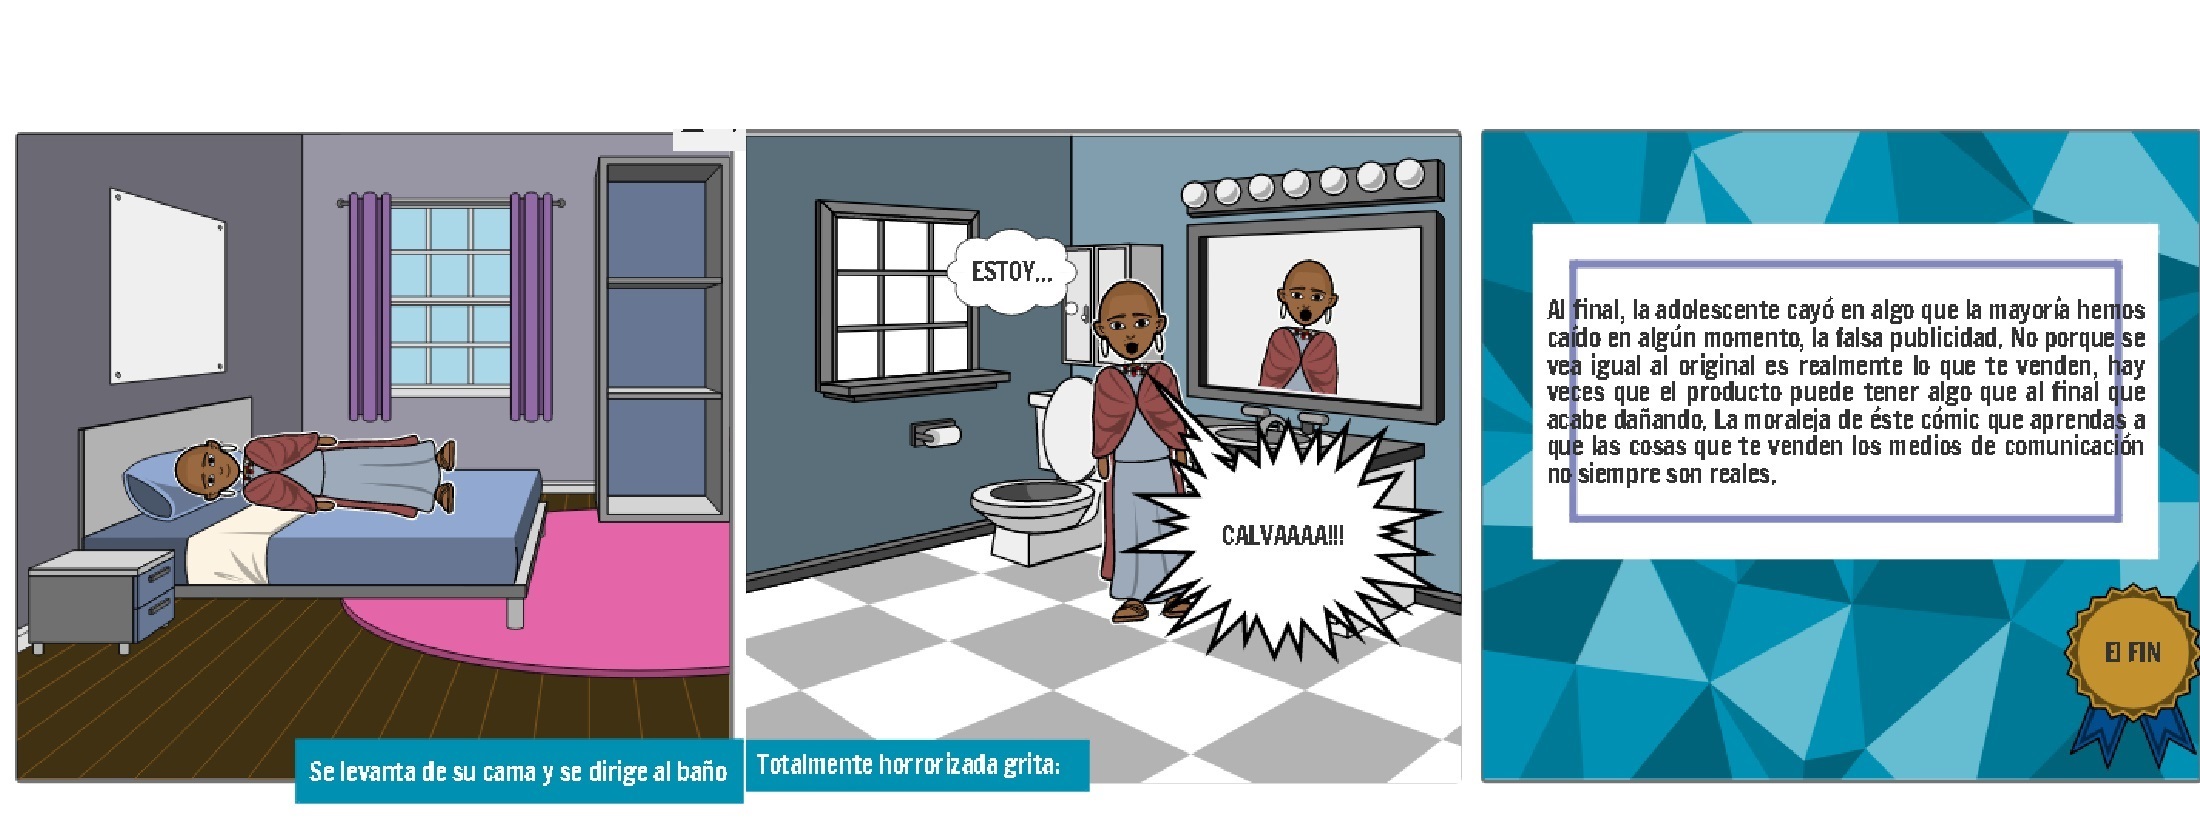 Se levanta de su cama y se dirige al baño
ESTOY...
CALVAAAA!!!
Totalmente horrorizada grita:
Al final, la adolescente cayó en algo que la mayoría hemos
caído en algún momento, la falsa publicidad. No porque se
vea igual al original es realmente lo que te venden, hay
veces que el producto puede tener algo que al final que
acabe dañando. La moraleja de éste cómic que aprendas a
que las cosas que te venden los medios de comunicación
no siempre son reales.
El FIN